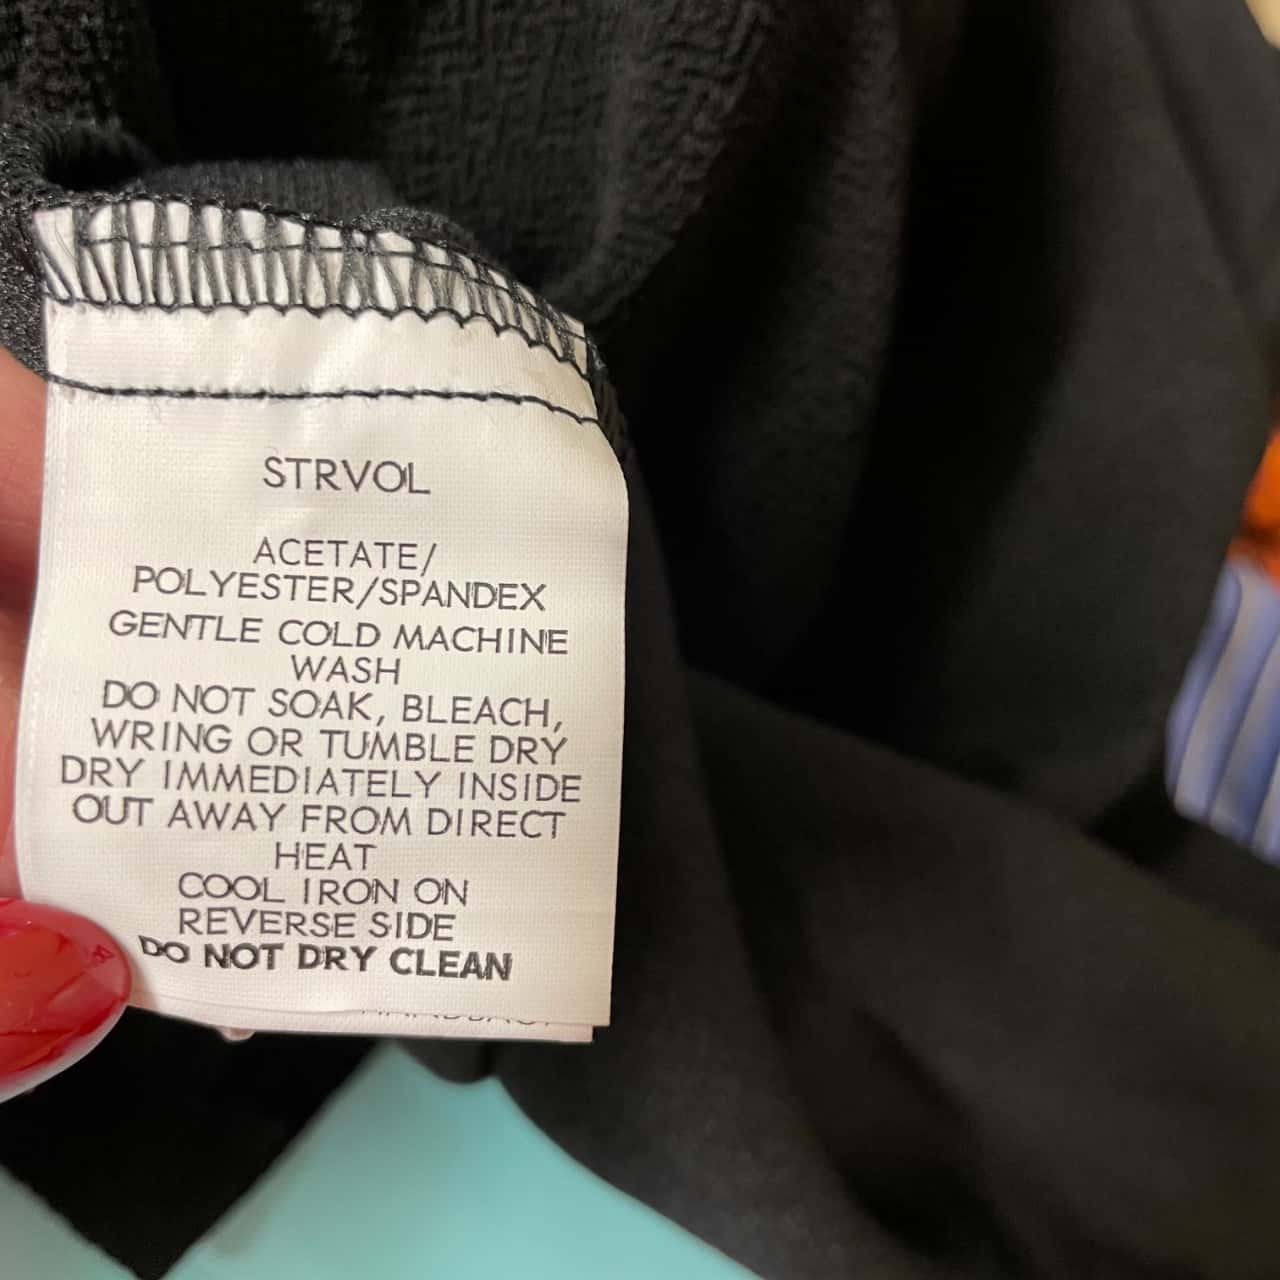 STRVOL
ACETATE/
POLYESTER/SPANDEX
GENTLE COLD MACHINE
WASH
DO NOT SOAK, BLEACH,
WRING OR TUMBLE DRY
DRY IMMEDIATELY INSIDE
OUT AWAY FROM DIRECT
HEAT
COOL IRON ON
REVERSE SIDE
DO NOT DRY CLEAN